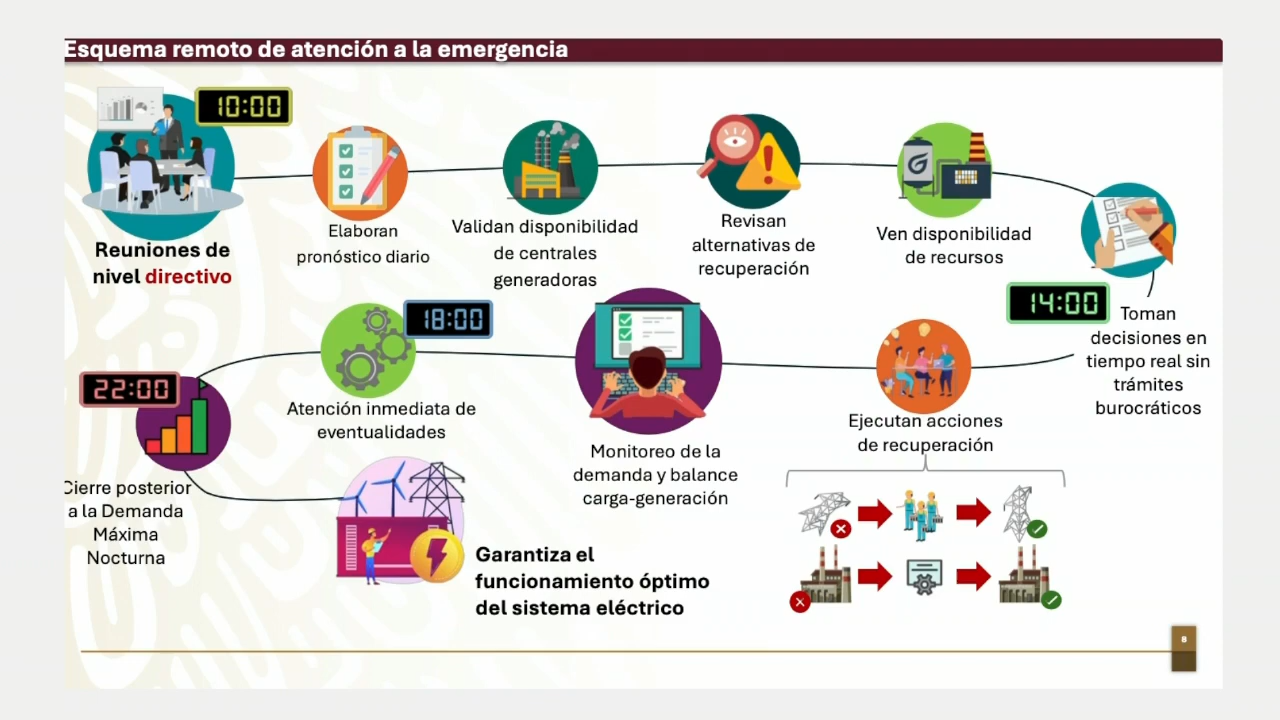 Esquema remoto de atención a la emergencia
10:00
Reuniones de
nivel directivo
Elaboran
pronóstico diario
Validan disponibilidad
de centrales
generadoras
Revisan
alternativas de
recuperación
Ven disponibilidad
de recursos
14:00
Toman
decisiones en
tiempo real sin
trámites
burocráticos
Ejecutan acciones
de recuperación
Monitoreo de la
demanda y balance
carga-generación
18:00
Atención inmediata de
eventualidades
22:00
Cierre posterior
a la Demanda
Máxima
Nocturna
Garantiza el
funcionamiento óptimo
del sistema eléctrico
8